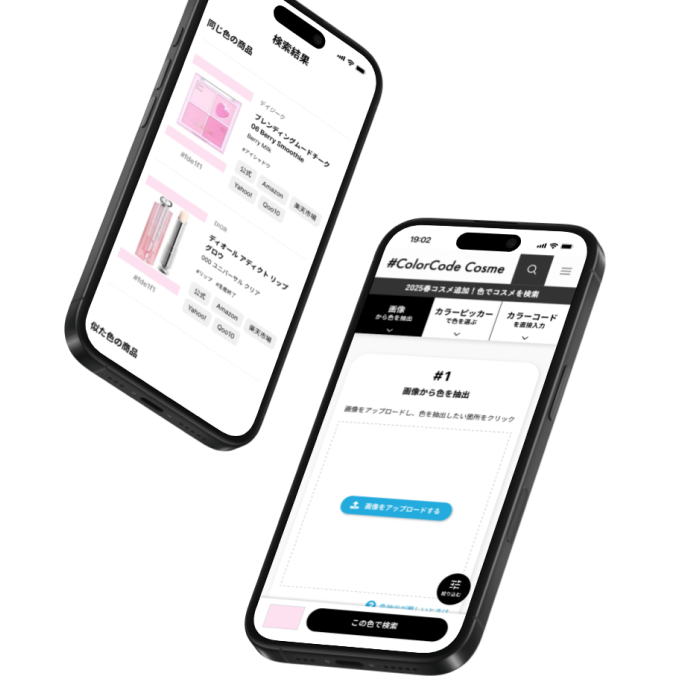 検索結果
同じ色の商品
デイジーク
ブレンディングムードチーク
06 Berry Smoothie
Berry Milk
#アイシャドウ
公式
Amazon
楽天市場
Yahoo!
Qoo10
#fde1f1
DIOR
ディオール アディクト リップ
グロウ
000 ユニバーサル クリア
#リップ #生産終了
公式
Amazon
楽天市場
Yahoo!
Qoo10
#fde1f1
似た色の商品
19:02
#ColorCode Cosme
2025春コスメ追加！色でコスメを検索
画像
から色を抽出
カラーピッカー
で色を選ぶ
カラーコード
を直接入力
#1
画像から色を抽出
画像をアップロードし、色を抽出したい箇所をクリック
画像をアップロードする
絞り込む
この色で検索